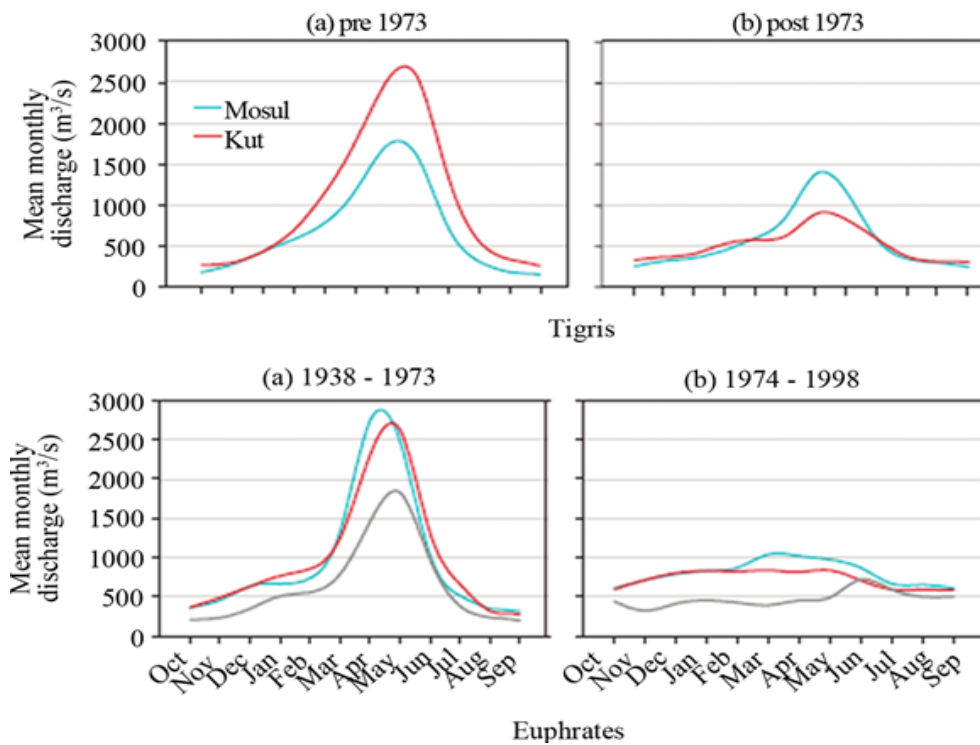 (a) pre 1973
(b) post 1973
Mean monthly
discharge (m³/s)
3000
2500
2000
1500
1000
500
0
Mosul
Kut
Tigris
(a) 1938 - 1973
(b) 1974 - 1998
Mean monthly
discharge (m³/s)
3000
2500
2000
1500
1000
500
0
Oct Nov Dec Jan Feb Mar Apr May Jun Jul Aug Sep
Oct Nov Dec Jan Feb Mar Apr May Jun Jul Aug Sep
Euphrates